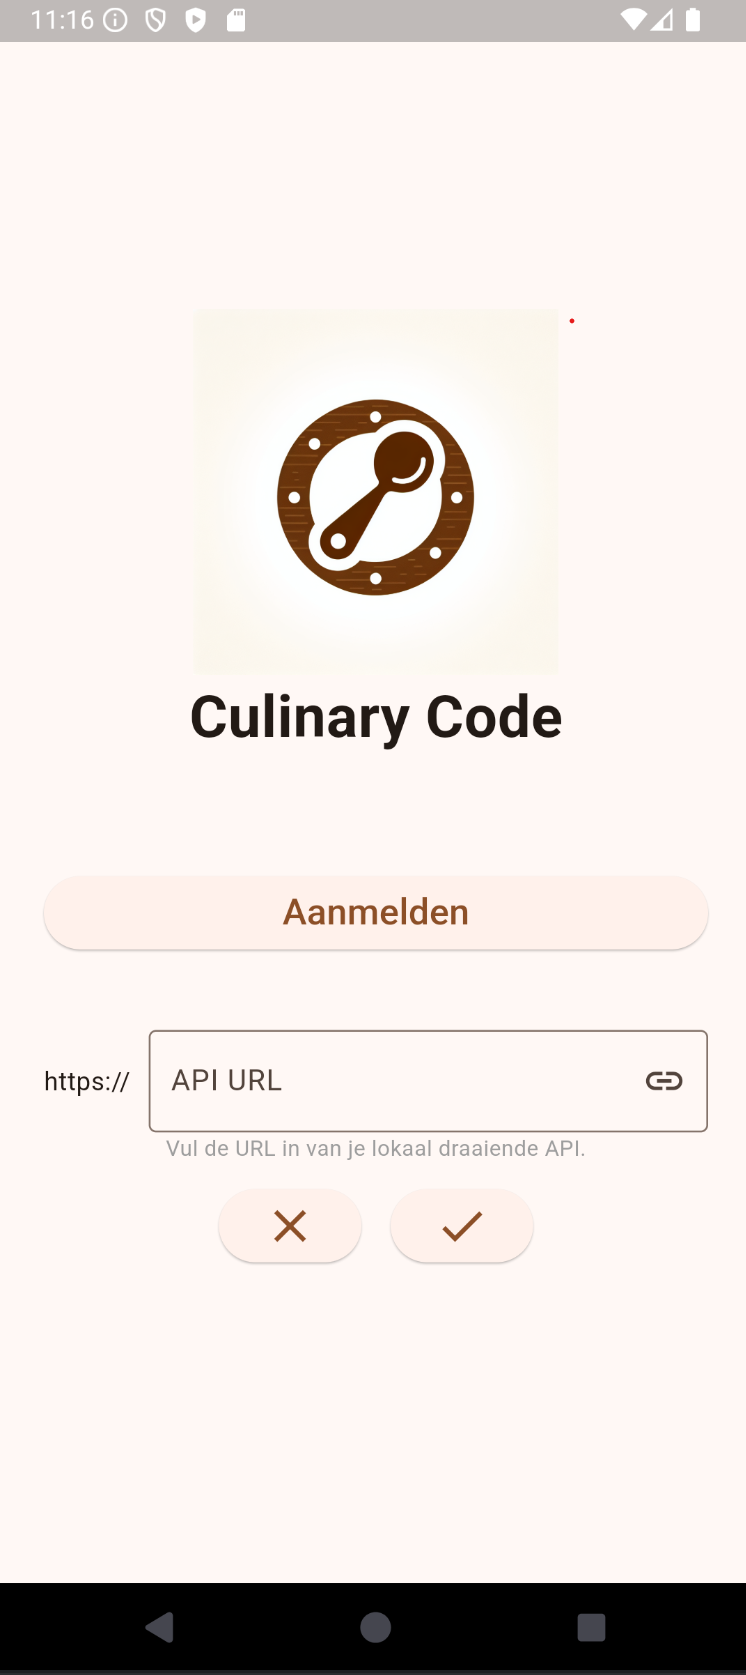 11:16
Culinary Code
Aanmelden
https://
API URL
Vul de URL in van je lokaal draaiende API.